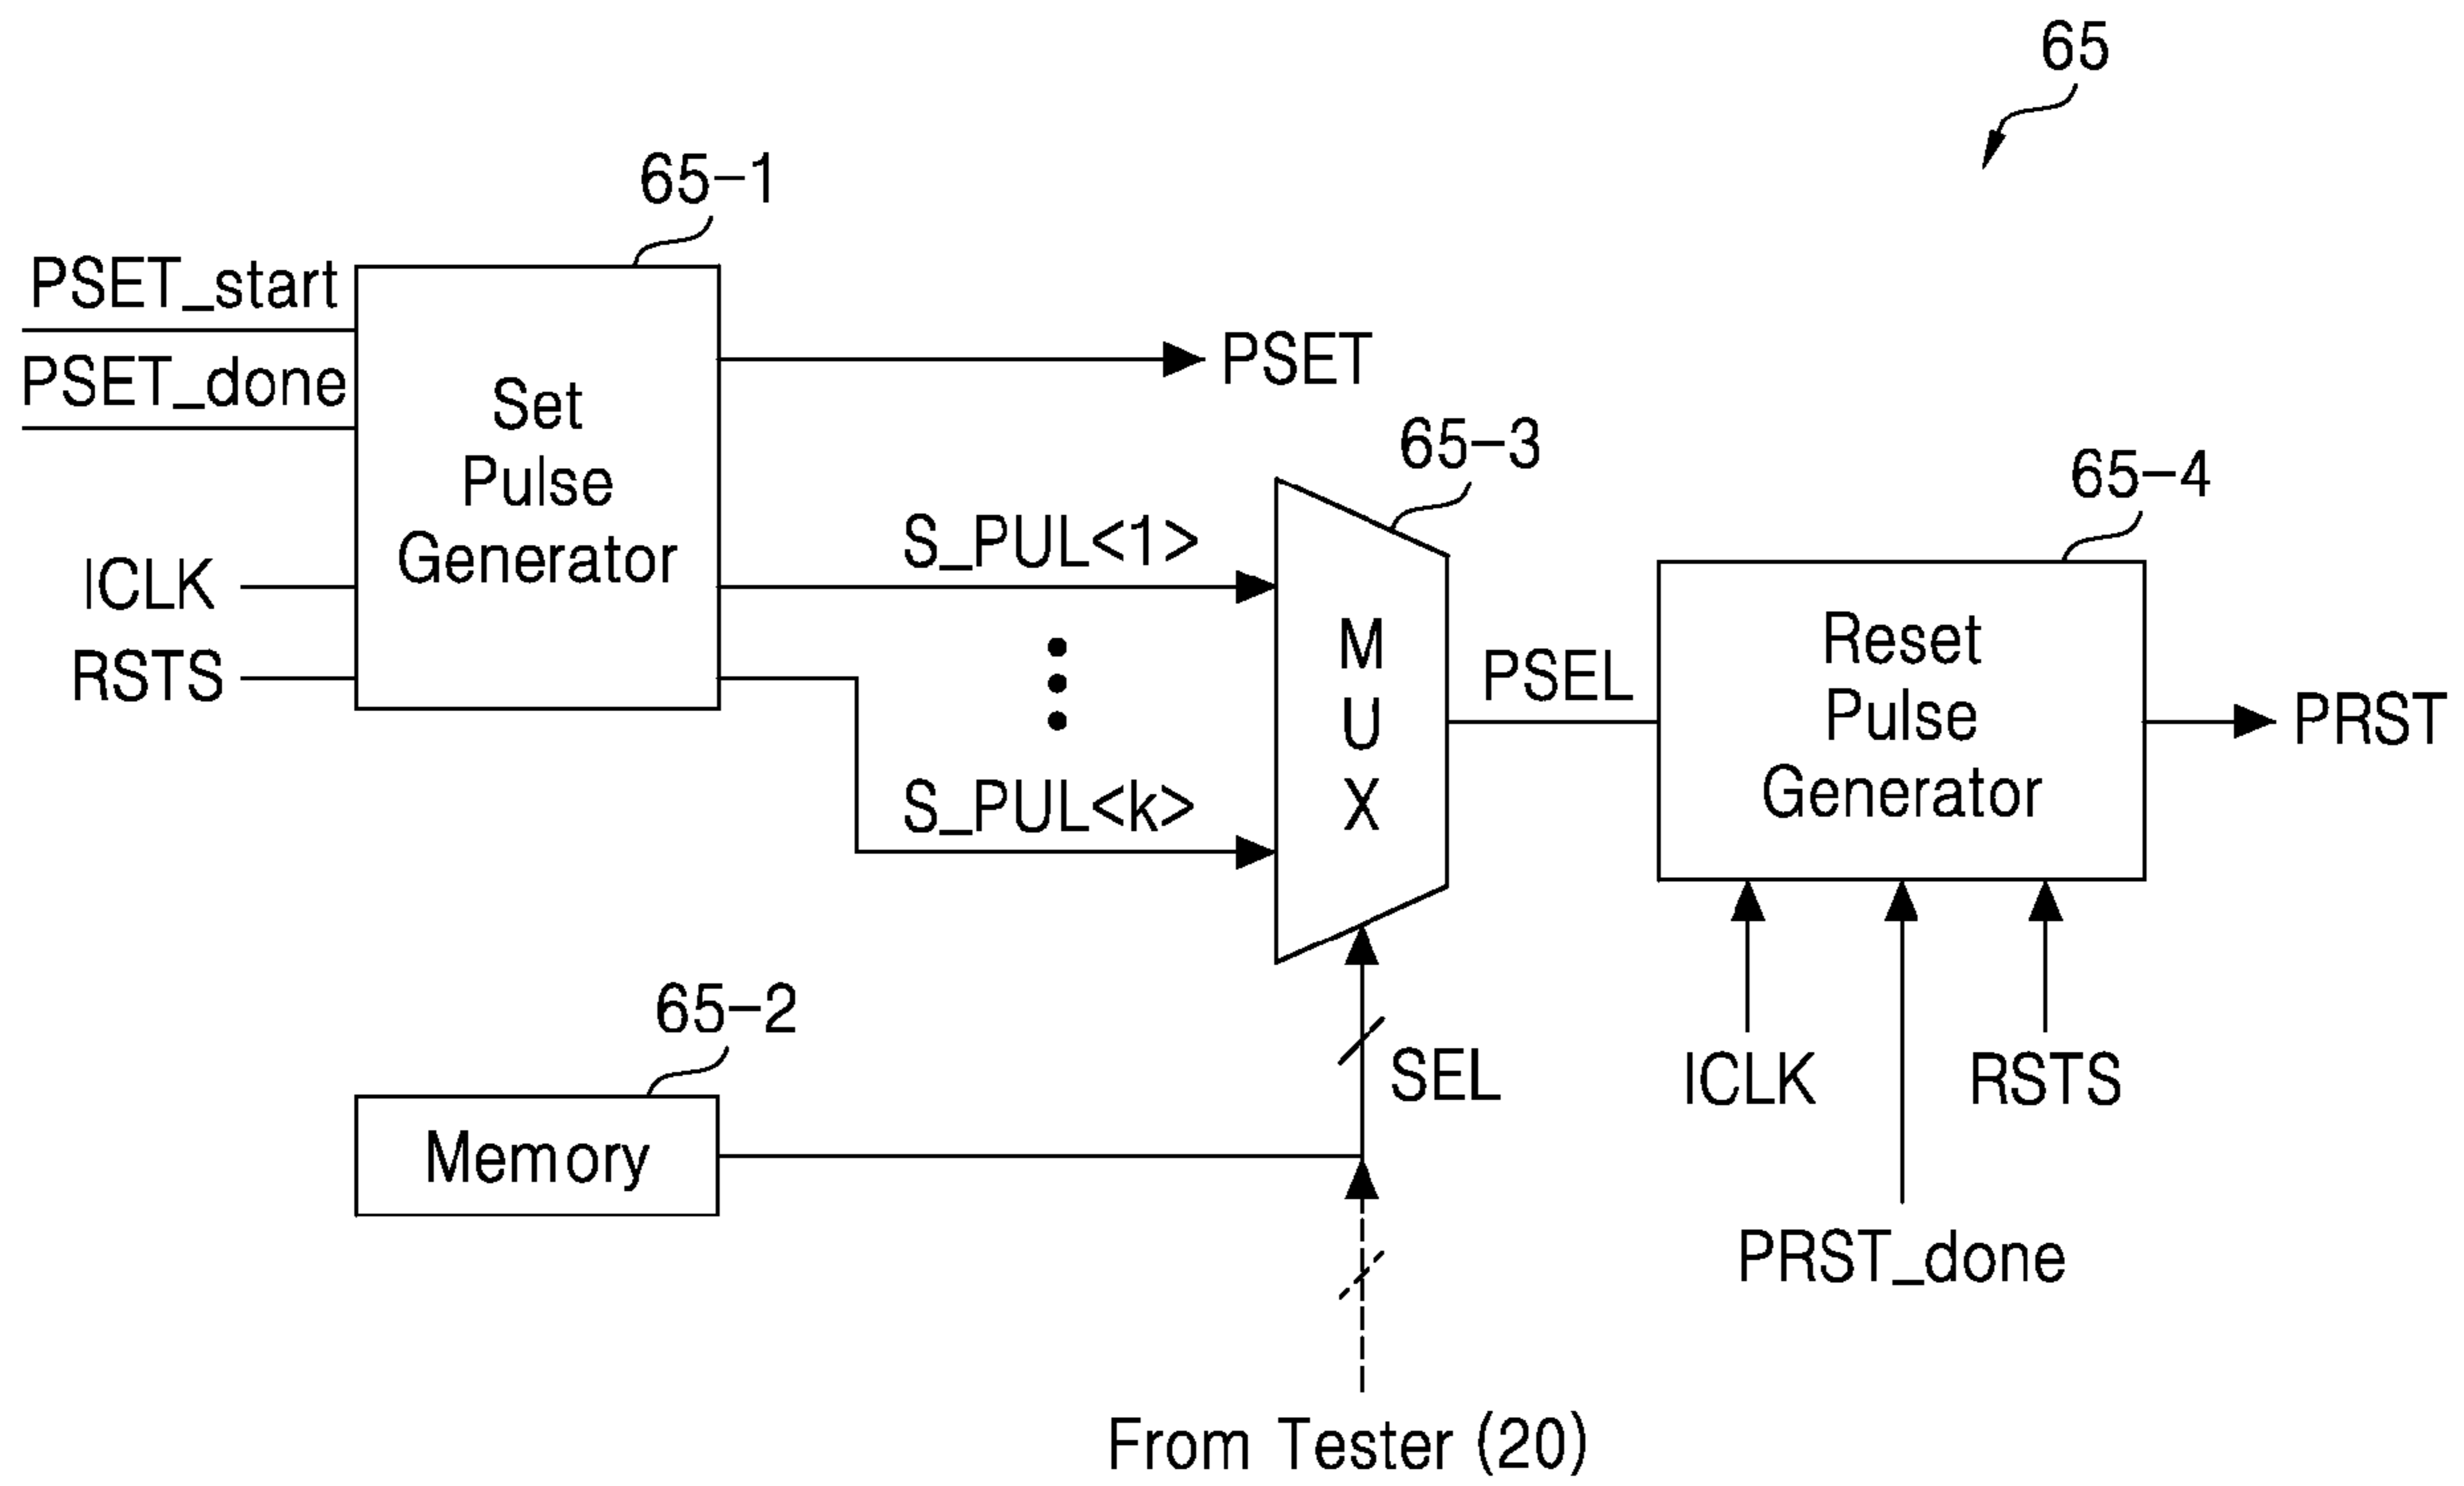 65
65-1
PSET_start
PSET_done
Set
Pulse
Generator
ICLK
RSTS
PSET
S_PUL<1>
S_PUL<k>
65-3
M
U
X
PSEL
65-4
Reset
Pulse
Generator
PRST
ICLK
RSTS
PRST_done
65-2
Memory
SEL
From Tester (20)